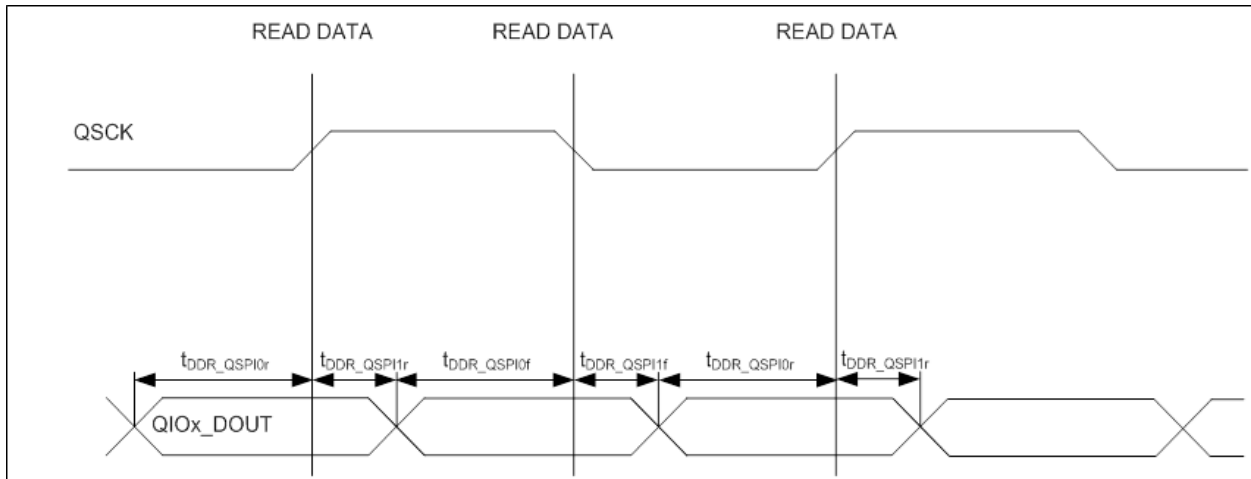 READ DATA READ DATA READ DATA
QSCK
tDDR_QSPI0r tDDR_QSPI1r tDDR_QSPI0f tDDR_QSPI1f tDDR_QSPI0r tDDR_QSPI1r
QIOx_DOUT